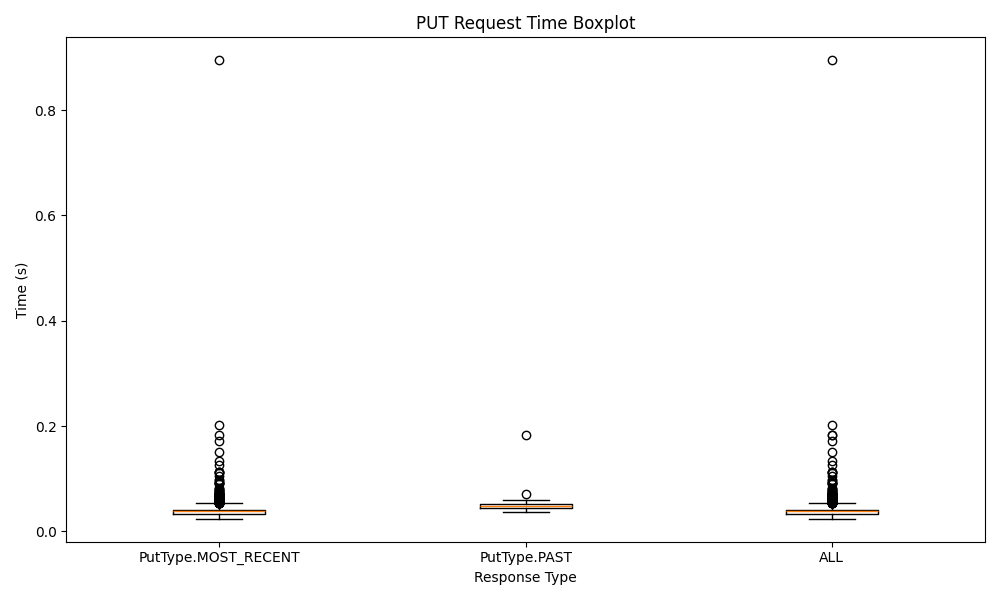 PUT Request Time Boxplot
Time (s)
0.8
0.6
0.4
0.2
0.0
PutType.MOST_RECENT
PutType.PAST
ALL
Response Type